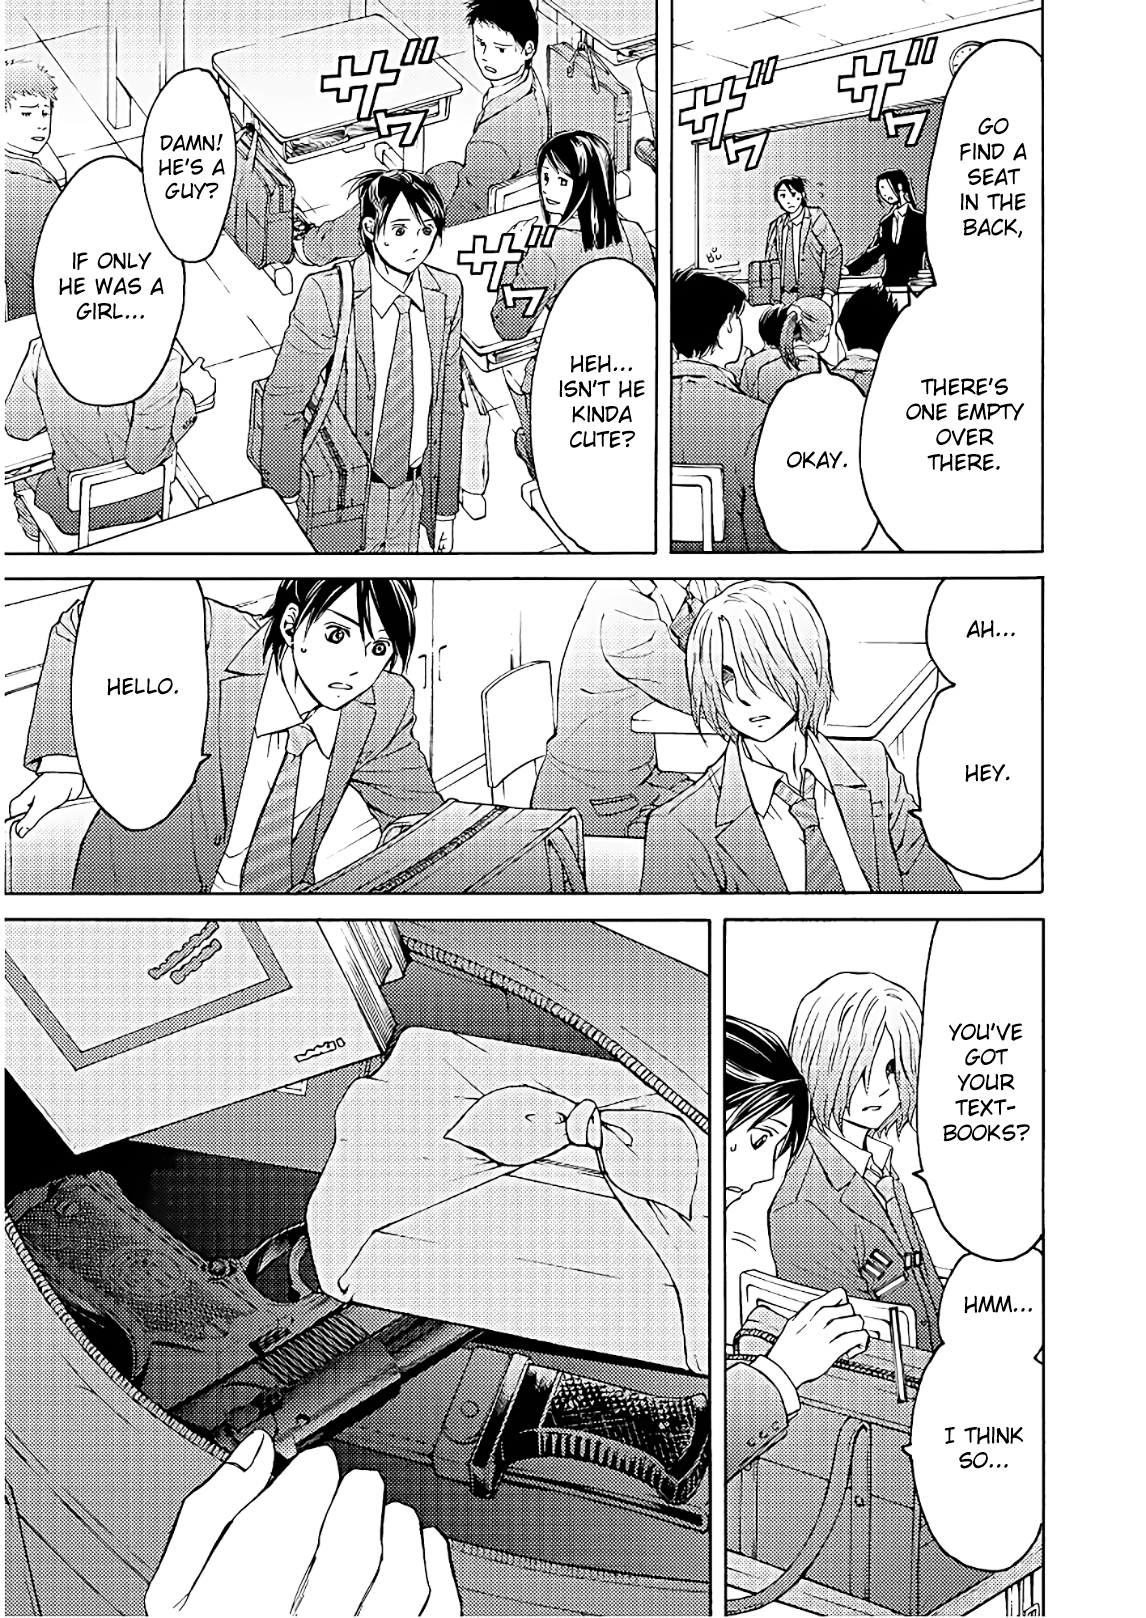 GO
FIND A
SEAT
IN THE
BACK,
THERE'S
ONE EMPTY
OVER
THERE.
OKAY.
ザワ
ザワ
HEH...
ISN'T HE
KINDA
CUTE?
DAMN!
HE'S A
GUY?
IF ONLY
HE WAS A
GIRL...
ザワ
ザワ
AH...
HEY.
HELLO.
YOU'VE
GOT
YOUR
TEXT-
BOOKS?
HMM...
I THINK
SO...